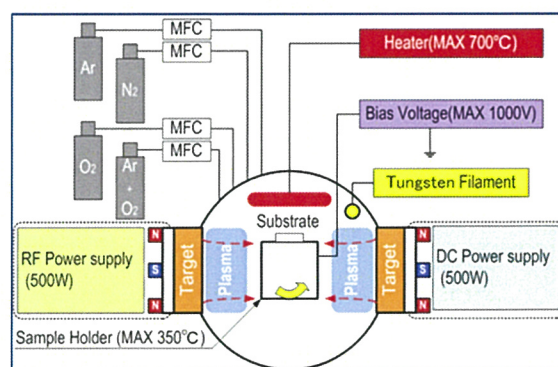 MFC
Ar
MFC
N₂
MFC
O₂
MFC
Ar
+
O₂
Heater(MAX 700℃)
Bias Voltage(MAX 1000V)
Tungsten Filament
Substrate
RF Power supply
(500W)
N
S
N
Target
Plasma
Plasma
Target
N
S
N
DC Power supply
(500W)
Sample Holder (MAX 350℃)